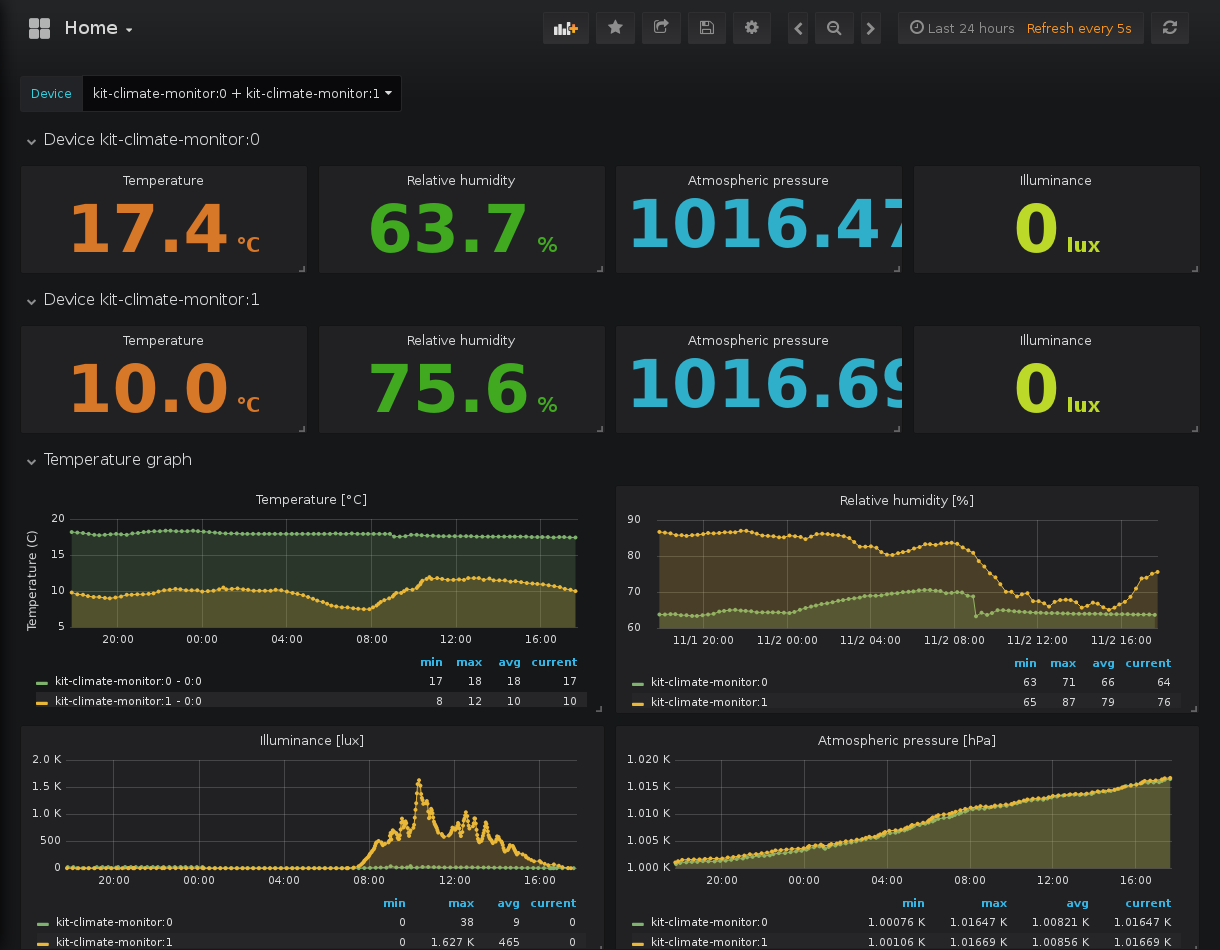 Home
Last 24 hours Refresh every 5s
Device kit-climate-monitor:0 + kit-climate-monitor:1
Device kit-climate-monitor:0
Temperature Relative humidity Atmospheric pressure Illuminance
17.4 °C 63.7 % 1016.47 0 lux
Device kit-climate-monitor:1
Temperature Relative humidity Atmospheric pressure Illuminance
10.0 °C 75.6 % 1016.69 0 lux
Temperature graph
Temperature [°C]
Temperature (C)
20
15
10
5
20:00 00:00 04:00 08:00 12:00 16:00
min max avg current
kit-climate-monitor:0 - 0:0 17 18 18 17
kit-climate-monitor:1 - 0:0 8 12 10 10
Relative humidity [%]
90
80
70
60
11/1 20:00 11/2 00:00 11/2 04:00 11/2 08:00 11/2 12:00 11/2 16:00
min max avg current
kit-climate-monitor:0 63 71 66 64
kit-climate-monitor:1 65 87 79 76
Illuminance [lux]
2.0 K
1.5 K
1.0 K
500
0
20:00 00:00 04:00 08:00 12:00 16:00
min max avg current
kit-climate-monitor:0 0 38 9 0
kit-climate-monitor:1 0 1.627 K 465 0
Atmospheric pressure [hPa]
1.020 K
1.015 K
1.010 K
1.005 K
1.000 K
20:00 00:00 04:00 08:00 12:00 16:00
min max avg current
kit-climate-monitor:0 1.00076 K 1.01647 K 1.00821 K 1.01647 K
kit-climate-monitor:1 1.00106 K 1.01669 K 1.00856 K 1.01669 K